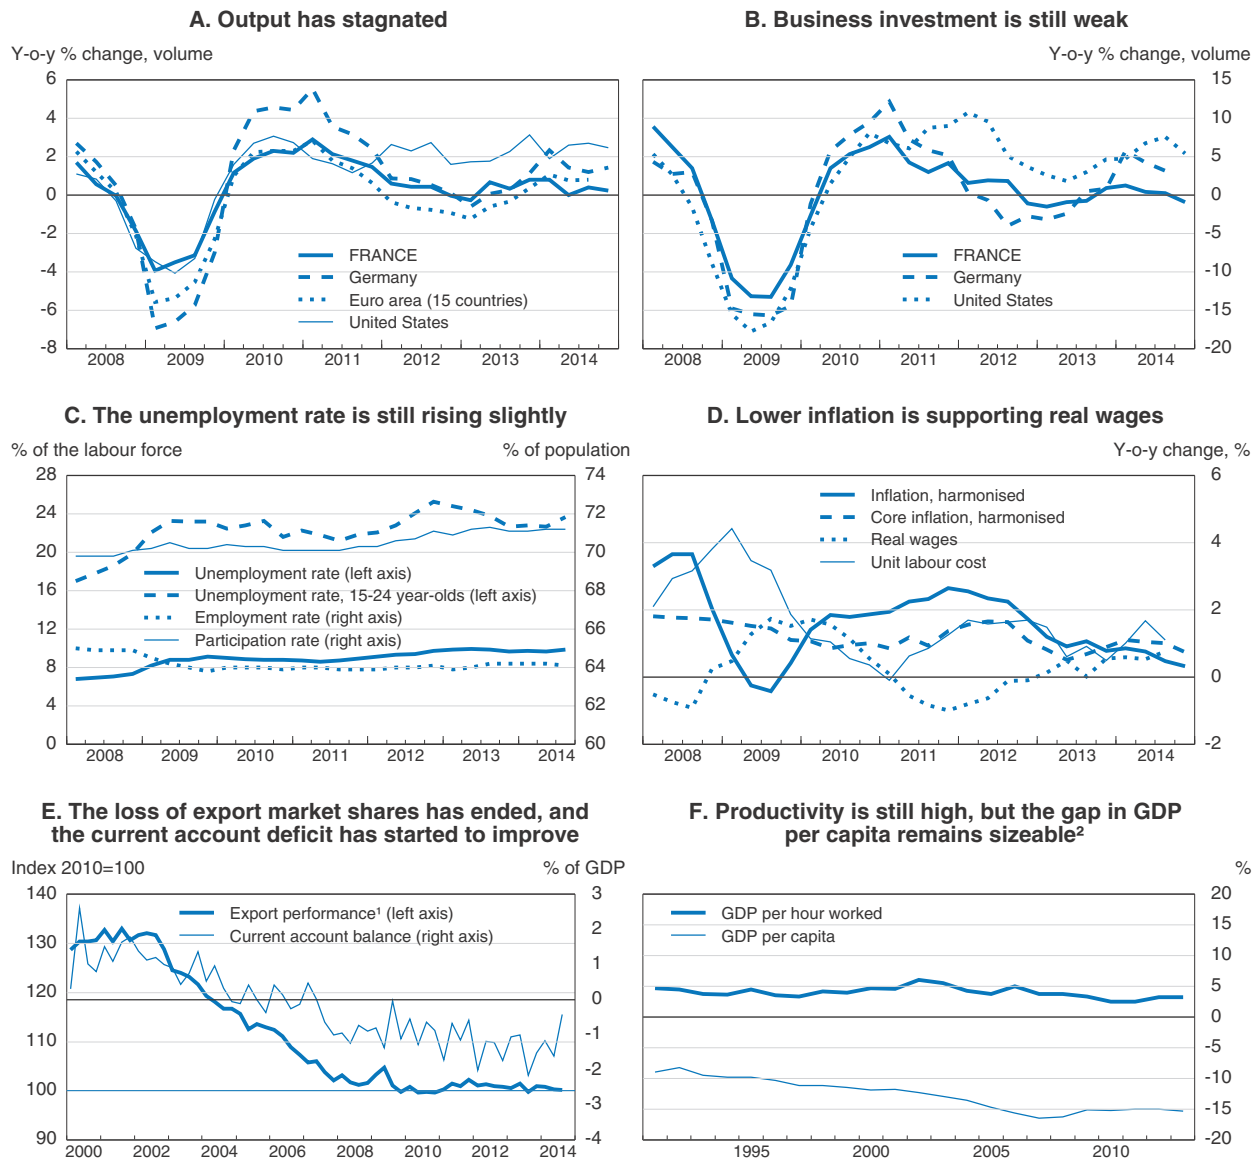 A. Output has stagnated
Y-o-y % change, volume
6
4
2
0
-2
-4
-6
-8
FRANCE
Germany
Euro area (15 countries)
United States
2008 2009 2010 2011 2012 2013 2014
B. Business investment is still weak
Y-o-y % change, volume
15
10
5
0
-5
-10
-15
-20
FRANCE
Germany
United States
2008 2009 2010 2011 2012 2013 2014
C. The unemployment rate is still rising slightly
% of the labour force
% of population
28
24
20
16
12
8
4
0
74
72
70
68
66
64
62
60
Unemployment rate (left axis)
Unemployment rate, 15-24 year-olds (left axis)
Employment rate (right axis)
Participation rate (right axis)
2008 2009 2010 2011 2012 2013 2014
D. Lower inflation is supporting real wages
Y-o-y change, %
6
4
2
0
-2
Inflation, harmonised
Core inflation, harmonised
Real wages
Unit labour cost
2008 2009 2010 2011 2012 2013 2014
E. The loss of export market shares has ended, and
the current account deficit has started to improve
Index 2010=100
% of GDP
140
130
120
110
100
90
3
2
1
0
-1
-2
-3
-4
Export performance¹ (left axis)
Current account balance (right axis)
2000 2002 2004 2006 2008 2010 2012 2014
F. Productivity is still high, but the gap in GDP
per capita remains sizeable²
%
20
15
10
5
0
-5
-10
-15
-20
GDP per hour worked
GDP per capita
1995 2000 2005 2010